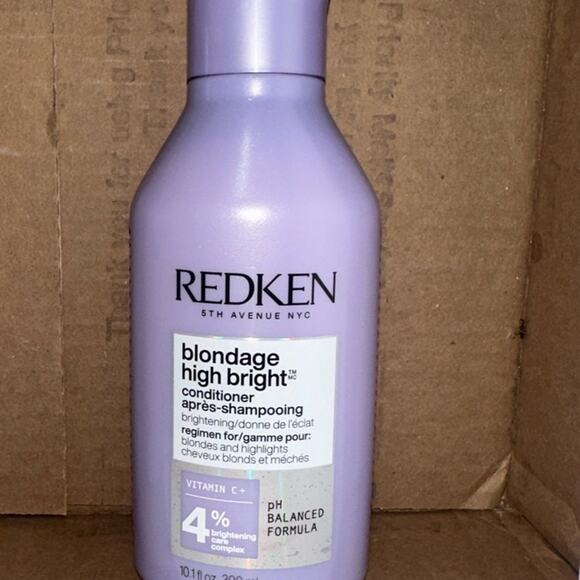 REDKEN
5TH AVENUE NYC
blondage
high bright™ᴹᶜ
conditioner
après-shampooing
brightening/donne de l'éclat
regimen for/gamme pour:
blondes and highlights
cheveux blonds et méchés
VITAMIN C+
4%
brightening
care
complex
pH
BALANCED
FORMULA
10.1 fl oz